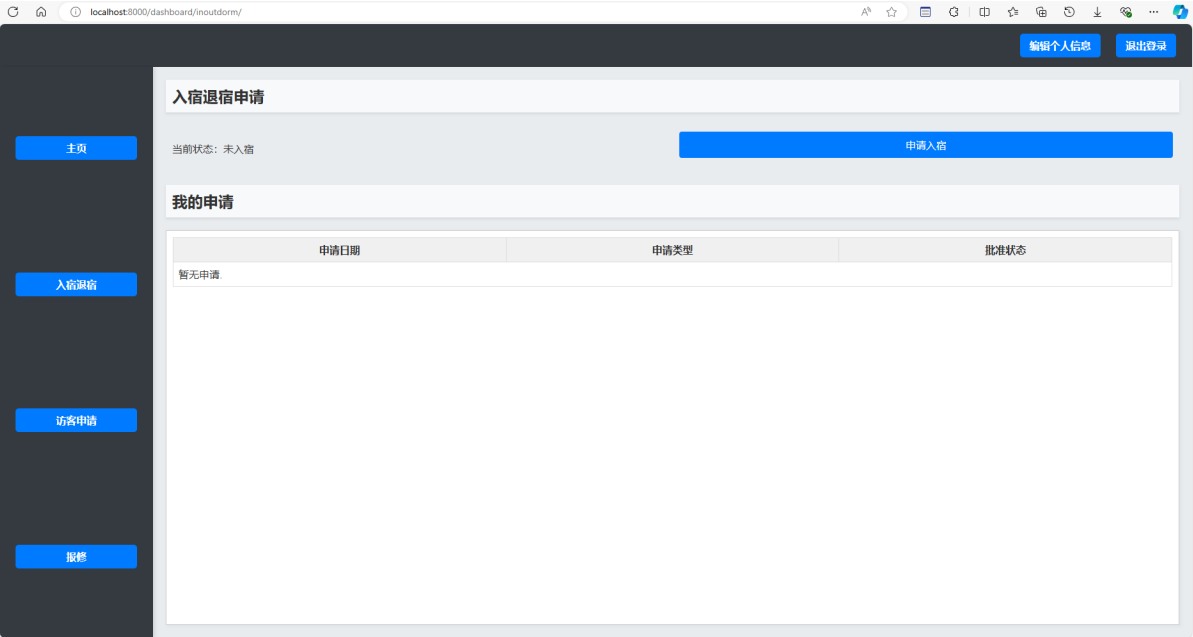 localhost:8000/dashboard/inoutdorm/
编辑个人信息
退出登录
主页
入宿退宿
访客申请
报修
入宿退宿申请
当前状态：未入宿
申请入宿
我的申请
申请日期 申请类型 批准状态
暂无申请.